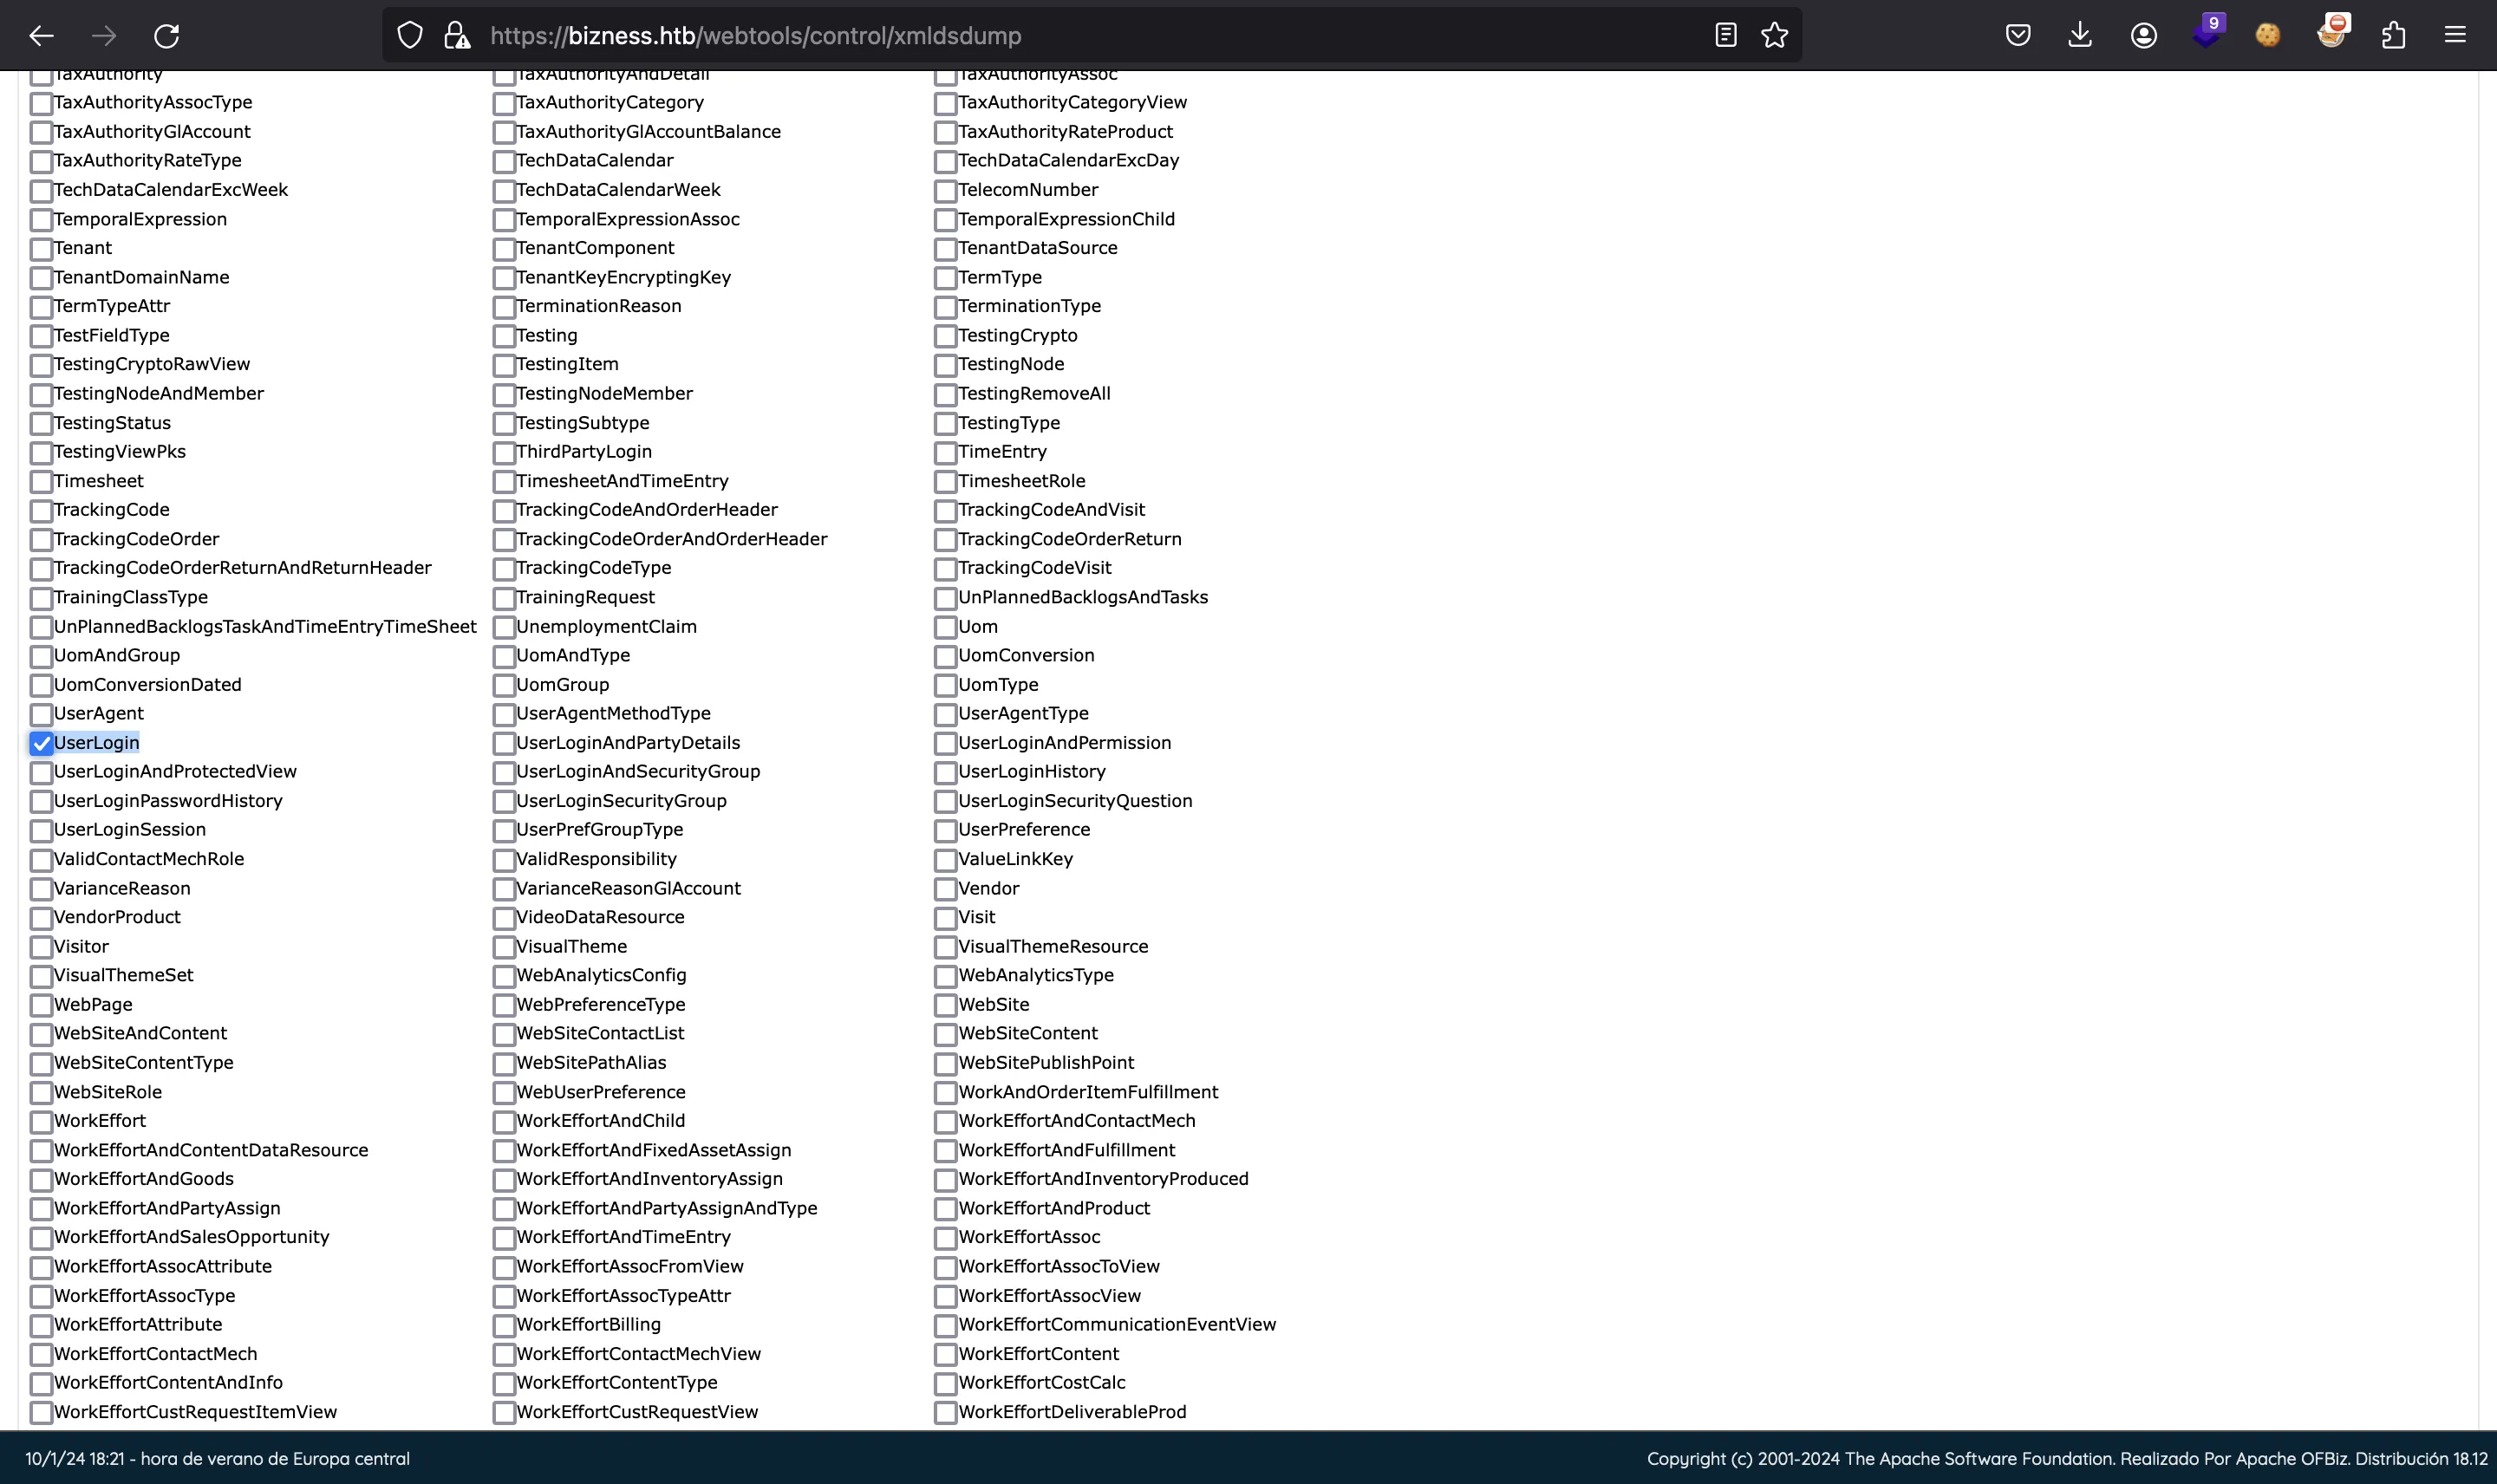 https://bizness.htb/webtools/control/xmldsdump
9
TaxAuthority TaxAuthorityAndDetail TaxAuthorityAssoc
TaxAuthorityAssocType TaxAuthorityCategory TaxAuthorityCategoryView
TaxAuthorityGlAccount TaxAuthorityGlAccountBalance TaxAuthorityRateProduct
TaxAuthorityRateType TechDataCalendar TechDataCalendarExcDay
TechDataCalendarExcWeek TechDataCalendarWeek TelecomNumber
TemporalExpression TemporalExpressionAssoc TemporalExpressionChild
Tenant TenantComponent TenantDataSource
TenantDomainName TenantKeyEncryptingKey TermType
TermTypeAttr TerminationReason TerminationType
TestFieldType Testing TestingCrypto
TestingCryptoRawView TestingItem TestingNode
TestingNodeAndMember TestingNodeMember TestingRemoveAll
TestingStatus TestingSubtype TestingType
TestingViewPks ThirdPartyLogin TimeEntry
Timesheet TimesheetAndTimeEntry TimesheetRole
TrackingCode TrackingCodeAndOrderHeader TrackingCodeAndVisit
TrackingCodeOrder TrackingCodeOrderAndOrderHeader TrackingCodeOrderReturn
TrackingCodeOrderReturnAndReturnHeader TrackingCodeType TrackingCodeVisit
TrainingClassType TrainingRequest UnPlannedBacklogsAndTasks
UnPlannedBacklogsTaskAndTimeEntryTimeSheet UnemploymentClaim Uom
UomAndGroup UomAndType UomConversion
UomConversionDated UomGroup UomType
UserAgent UserAgentMethodType UserAgentType
UserLogin UserLoginAndPartyDetails UserLoginAndPermission
UserLoginAndProtectedView UserLoginAndSecurityGroup UserLoginHistory
UserLoginPasswordHistory UserLoginSecurityGroup UserLoginSecurityQuestion
UserLoginSession UserPrefGroupType UserPreference
ValidContactMechRole ValidResponsibility ValueLinkKey
VarianceReason VarianceReasonGlAccount Vendor
VendorProduct VideoDataResource Visit
Visitor VisualTheme VisualThemeResource
VisualThemeSet WebAnalyticsConfig WebAnalyticsType
WebPage WebPreferenceType WebSite
WebSiteAndContent WebSiteContactList WebSiteContent
WebSiteContentType WebSitePathAlias WebSitePublishPoint
WebSiteRole WebUserPreference WorkAndOrderItemFulfillment
WorkEffort WorkEffortAndChild WorkEffortAndContactMech
WorkEffortAndContentDataResource WorkEffortAndFixedAssetAssign WorkEffortAndFulfillment
WorkEffortAndGoods WorkEffortAndInventoryAssign WorkEffortAndInventoryProduced
WorkEffortAndPartyAssign WorkEffortAndPartyAssignAndType WorkEffortAndProduct
WorkEffortAndSalesOpportunity WorkEffortAndTimeEntry WorkEffortAssoc
WorkEffortAssocAttribute WorkEffortAssocFromView WorkEffortAssocToView
WorkEffortAssocType WorkEffortAssocTypeAttr WorkEffortAssocView
WorkEffortAttribute WorkEffortBilling WorkEffortCommunicationEventView
WorkEffortContactMech WorkEffortContactMechView WorkEffortContent
WorkEffortContentAndInfo WorkEffortContentType WorkEffortCostCalc
WorkEffortCustRequestItemView WorkEffortCustRequestView WorkEffortDeliverableProd
10/1/24 18:21 - hora de verano de Europa central Copyright (c) 2001-2024 The Apache Software Foundation. Realizado Por Apache OFBiz. Distribución 18.12